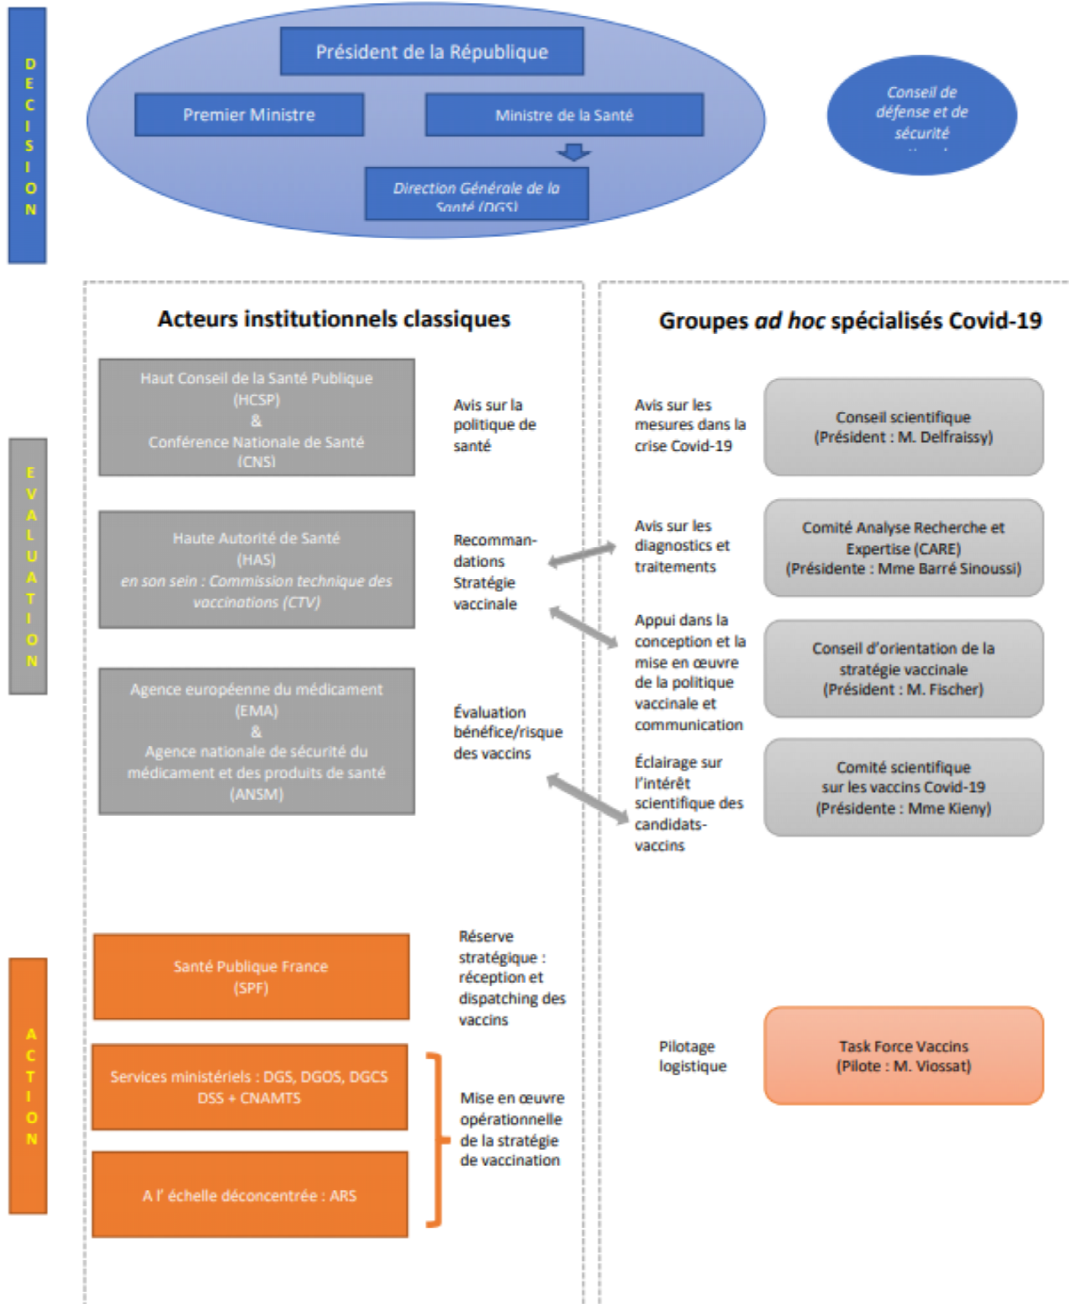 DECISION
Président de la République
Premier Ministre
Ministre de la Santé
Direction Générale de la
Santé (DGS)
Conseil de
défense et de
sécurité
Acteurs institutionnels classiques
Haut Conseil de la Santé Publique
(HCSP)
&
Conférence Nationale de Santé
(CNS)
Avis sur la
politique de
santé
EVALUATION
Haute Autorité de Santé
(HAS)
en son sein : Commission technique des
vaccinations (CTV)
Recomman-
dations
Stratégie
vaccinale
Agence européenne du médicament
(EMA)
&
Agence nationale de sécurité du
médicament et des produits de santé
(ANSM)
Évaluation
bénéfice/risque
des vaccins
Groupes ad hoc spécialisés Covid-19
Avis sur les
mesures dans la
crise Covid-19
Conseil scientifique
(Président : M. Delfraissy)
Avis sur les
diagnostics et
traitements
Comité Analyse Recherche et
Expertise (CARE)
(Présidente : Mme Barré Sinoussi)
Appui dans la
conception et la
mise en œuvre
de la politique
vaccinale et
communication
Conseil d'orientation de la
stratégie vaccinale
(Président : M. Fischer)
Éclairage sur
l'intérêt
scientifique des
candidats-
vaccins
Comité scientifique
sur les vaccins Covid-19
(Présidente : Mme Kieny)
ACTION
Santé Publique France
(SPF)
Réserve
stratégique :
réception et
dispatching des
vaccins
Services ministériels : DGS, DGOS, DGCS
DSS + CNAMTS
A l' échelle déconcentrée : ARS
Mise en œuvre
opérationnelle
de la stratégie
de vaccination
Pilotage
logistique
Task Force Vaccins
(Pilote : M. Viossat)